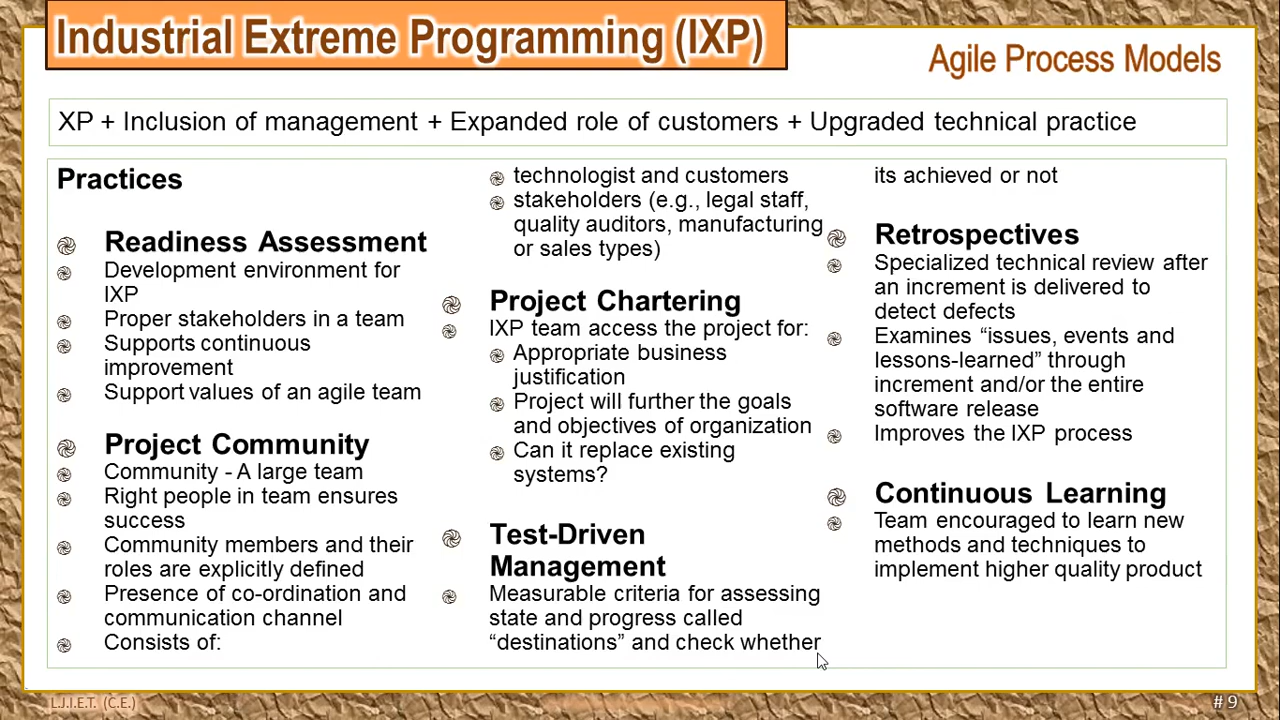 Industrial Extreme Programming (IXP)
Agile Process Models
XP + Inclusion of management + Expanded role of customers + Upgraded technical practice
Practices
Readiness Assessment
Development environment for
IXP
Proper stakeholders in a team
Supports continuous
improvement
Support values of an agile team
Project Community
Community - A large team
Right people in team ensures
success
Community members and their
roles are explicitly defined
Presence of co-ordination and
communication channel
Consists of:
technologist and customers
stakeholders (e.g., legal staff,
quality auditors, manufacturing
or sales types)
Project Chartering
IXP team access the project for:
Appropriate business
justification
Project will further the goals
and objectives of organization
Can it replace existing
systems?
Test-Driven
Management
Measurable criteria for assessing
state and progress called
“destinations” and check whether
its achieved or not
Retrospectives
Specialized technical review after
an increment is delivered to
detect defects
Examines “issues, events and
lessons-learned” through
increment and/or the entire
software release
Improves the IXP process
Continuous Learning
Team encouraged to learn new
methods and techniques to
implement higher quality product
L.J.I.E.T. (C.E.)
# 9